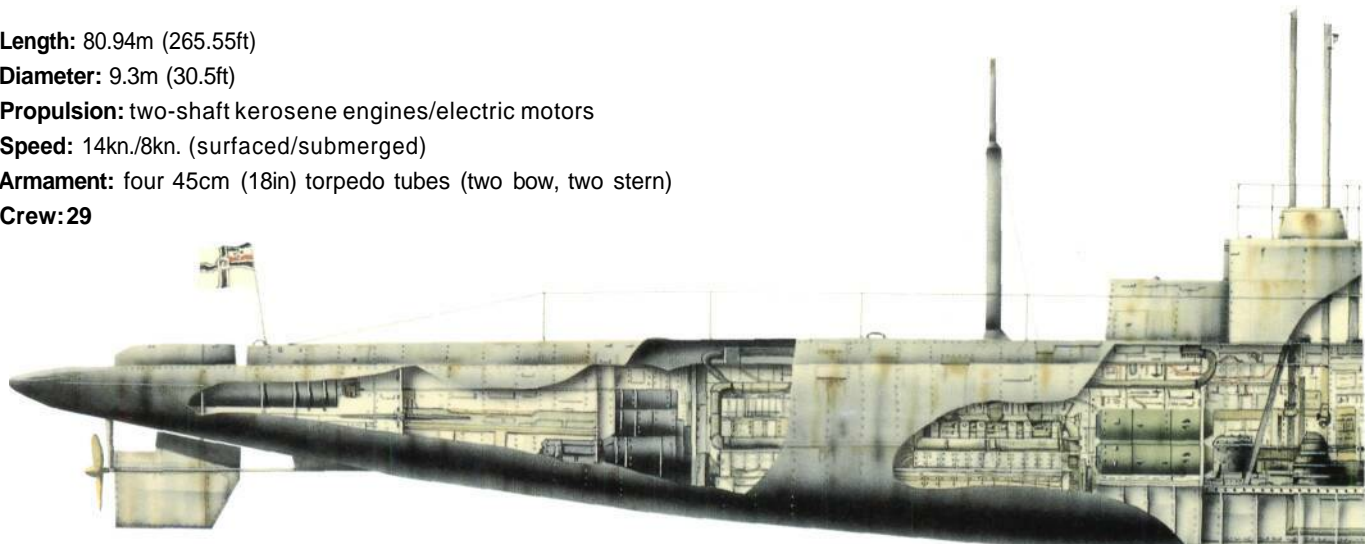 Length: 80.94m (265.55ft)
Diameter: 9.3m (30.5ft)
Propulsion: two-shaft kerosene engines/electric motors
Speed: 14kn./8kn. (surfaced/submerged)
Armament: four 45cm (18in) torpedo tubes (two bow, two stern)
Crew: 29